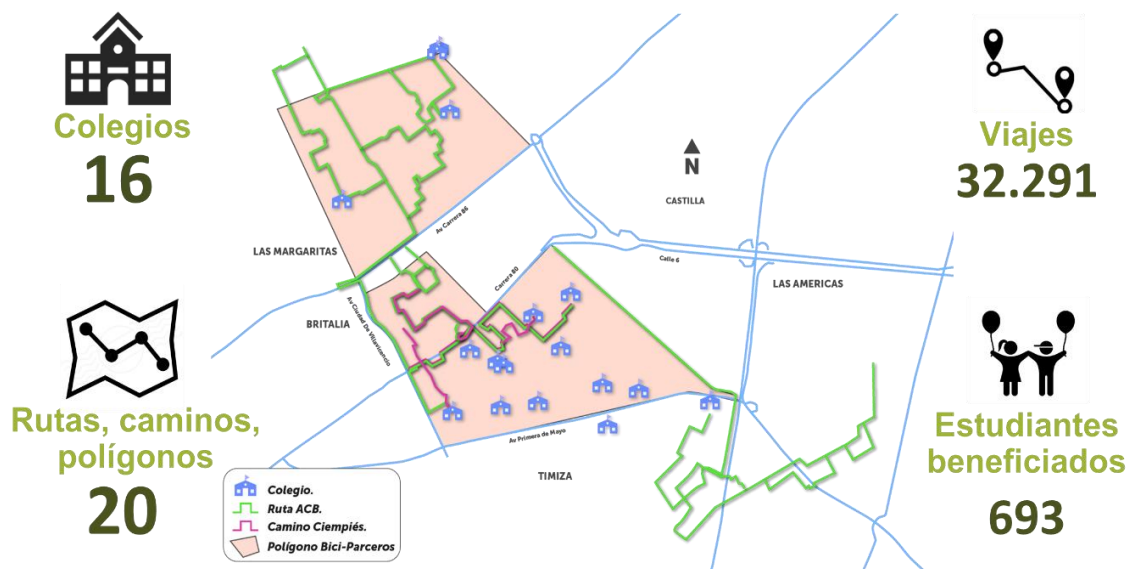 Colegios
16
Rutas, caminos,
polígonos
20
N
CASTILLA
Av Carrera 86
LAS MARGARITAS
Carrera 80
Calle 6
LAS AMERICAS
BRITALIA
Av Ciudad De Villavicencio
Av Primera de Mayo
TIMIZA
Colegio.
Ruta ACB.
Camino Ciempiés.
Polígono Bici-Parceros
Viajes
32.291
Estudiantes
beneficiados
693